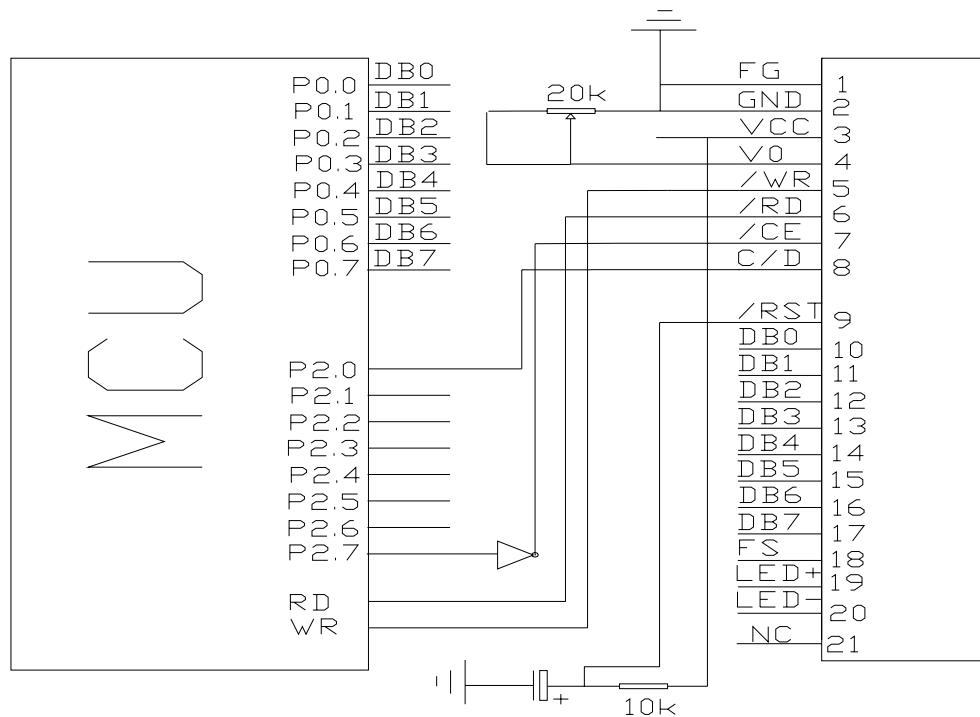 MCU
P0.0 DB0
P0.1 DB1
P0.2 DB2
P0.3 DB3
P0.4 DB4
P0.5 DB5
P0.6 DB6
P0.7 DB7
P2.0
P2.1
P2.2
P2.3
P2.4
P2.5
P2.6
P2.7
RD
WR
20k
10k
+
FG 1
GND 2
VCC 3
V0 4
/WR 5
/RD 6
/CE 7
C/D 8
/RST 9
DB0 10
DB1 11
DB2 12
DB3 13
DB4 14
DB5 15
DB6 16
DB7 17
FS 18
LED+ 19
LED- 20
NC 21